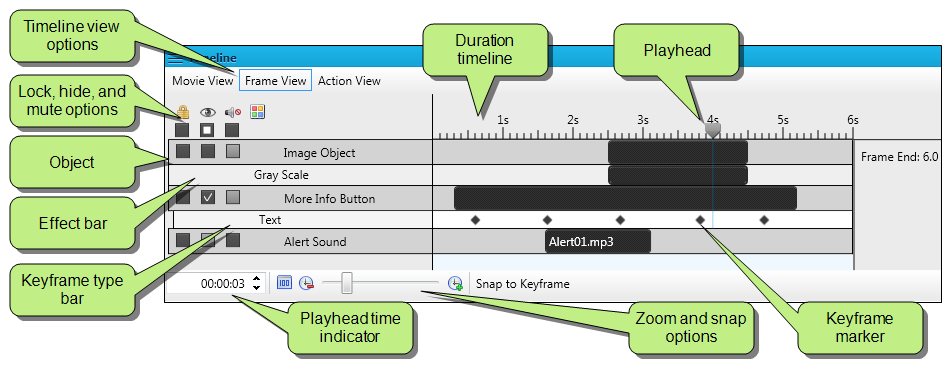 Timeline view
options
Duration
timeline
Playhead
Timeline
Movie View Frame View Action View
Lock, hide, and
mute options
1s 2s 3s 4s 5s 6s
Object
Image Object
Frame End: 6.0
Gray Scale
Effect bar
More Info Button
Text
Alert Sound
Alert01.mp3
Keyframe type
bar
00:00:03
100
Snap to Keyframe
Playhead time
indicator
Zoom and snap
options
Keyframe
marker